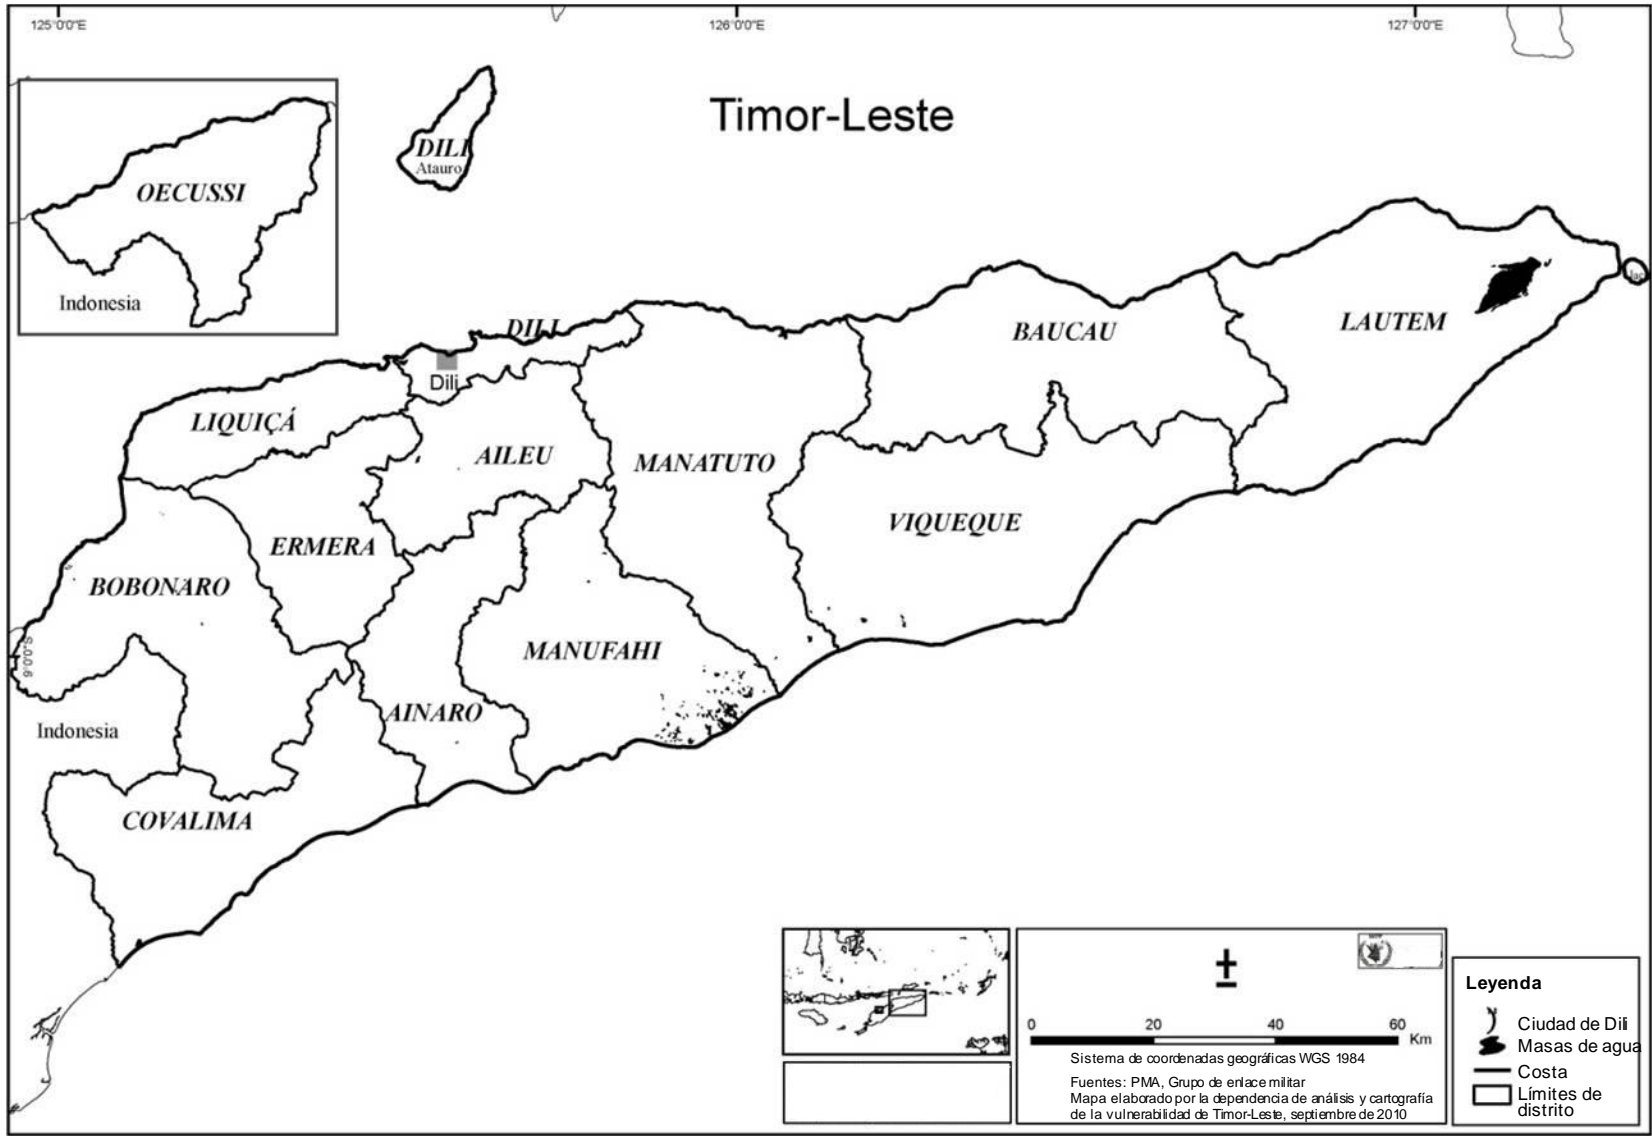 125°0'0"E
126°0'0"E
127°0'0"E
Timor-Leste
DILI
Atauro
OECUSSI
Indonesia
DILI
BAUCAU
LAUTEM
Dili
LIQUIÇÁ
AILEU
MANATUTO
VIQUEQUE
ERMERA
BOBONARO
9°0'0"S
MANUFAHI
AINARO
Indonesia
COVALIMA
0 20 40 60
Km
Sistema de coordenadas geográficas WGS 1984
Fuentes: PMA, Grupo de enlace militar
Mapa elaborado por la dependencia de análisis y cartografía
de la vulnerabilidad de Timor-Leste, septiembre de 2010
Leyenda
Ciudad de Dili
Masas de agua
Costa
Límites de
distrito